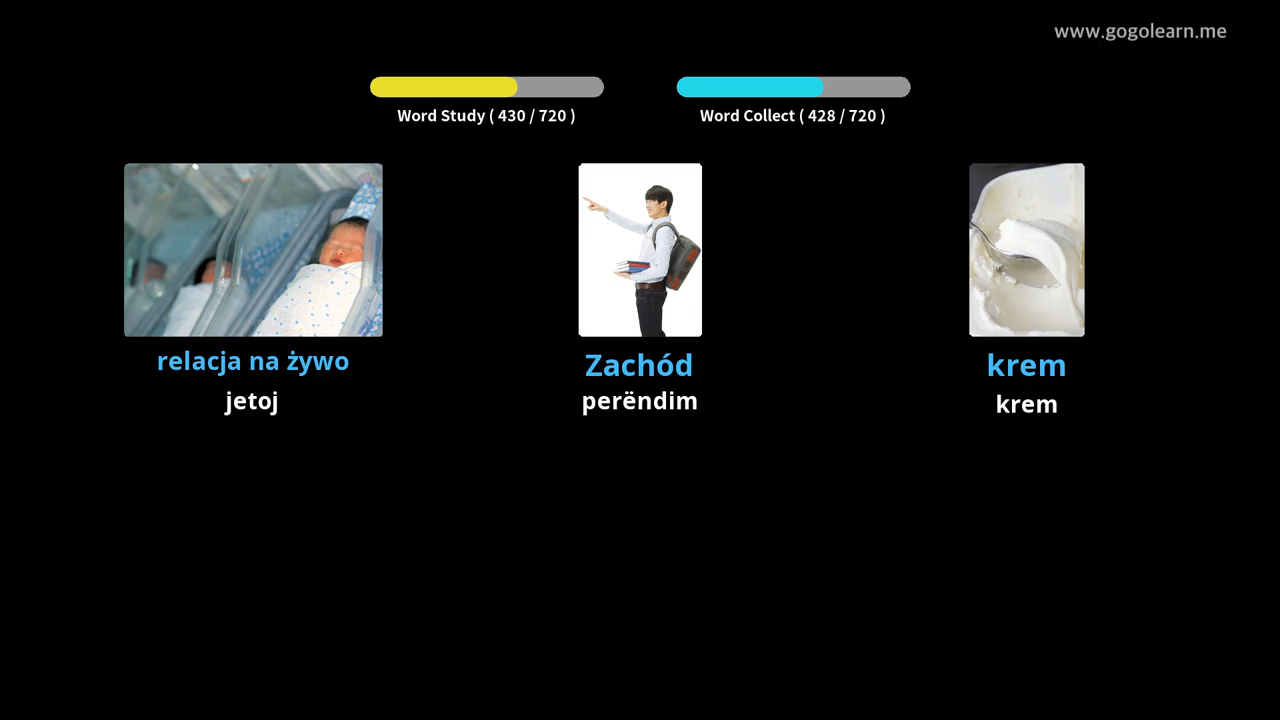 www.gogolearn.me
Word Study ( 430 / 720 )
Word Collect ( 428 / 720 )
relacja na żywo
Zachód
krem
jetoj
perëndim
krem